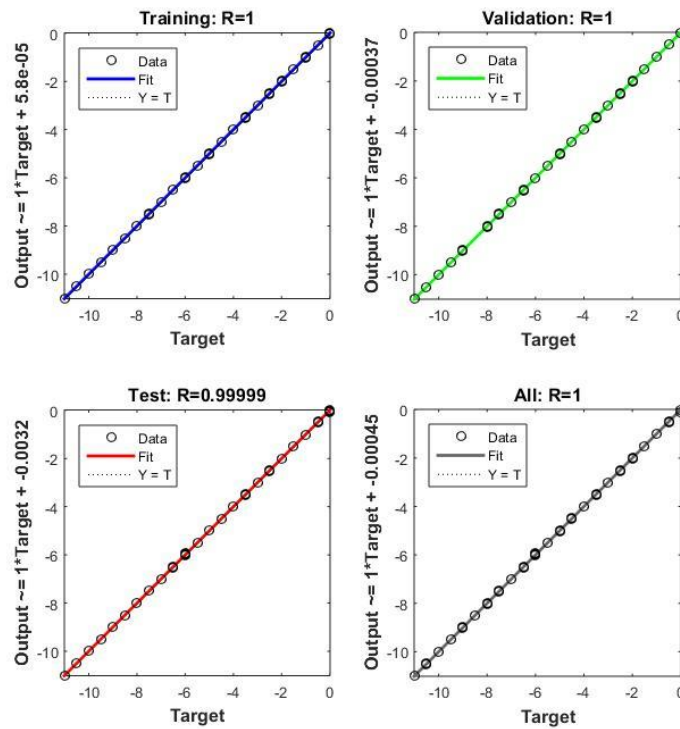 Training: R=1
Output ~= 1*Target + 5.8e-05
0
-2
-4
-6
-8
-10
Data
Fit
Y = T
-10 -8 -6 -4 -2 0
Target
Validation: R=1
Output ~= 1*Target + -0.00037
0
-2
-4
-6
-8
-10
Data
Fit
Y = T
-10 -8 -6 -4 -2 0
Target
Test: R=0.99999
Output ~= 1*Target + -0.0032
0
-2
-4
-6
-8
-10
Data
Fit
Y = T
-10 -8 -6 -4 -2 0
Target
All: R=1
Output ~= 1*Target + -0.00045
0
-2
-4
-6
-8
-10
Data
Fit
Y = T
-10 -8 -6 -4 -2 0
Target